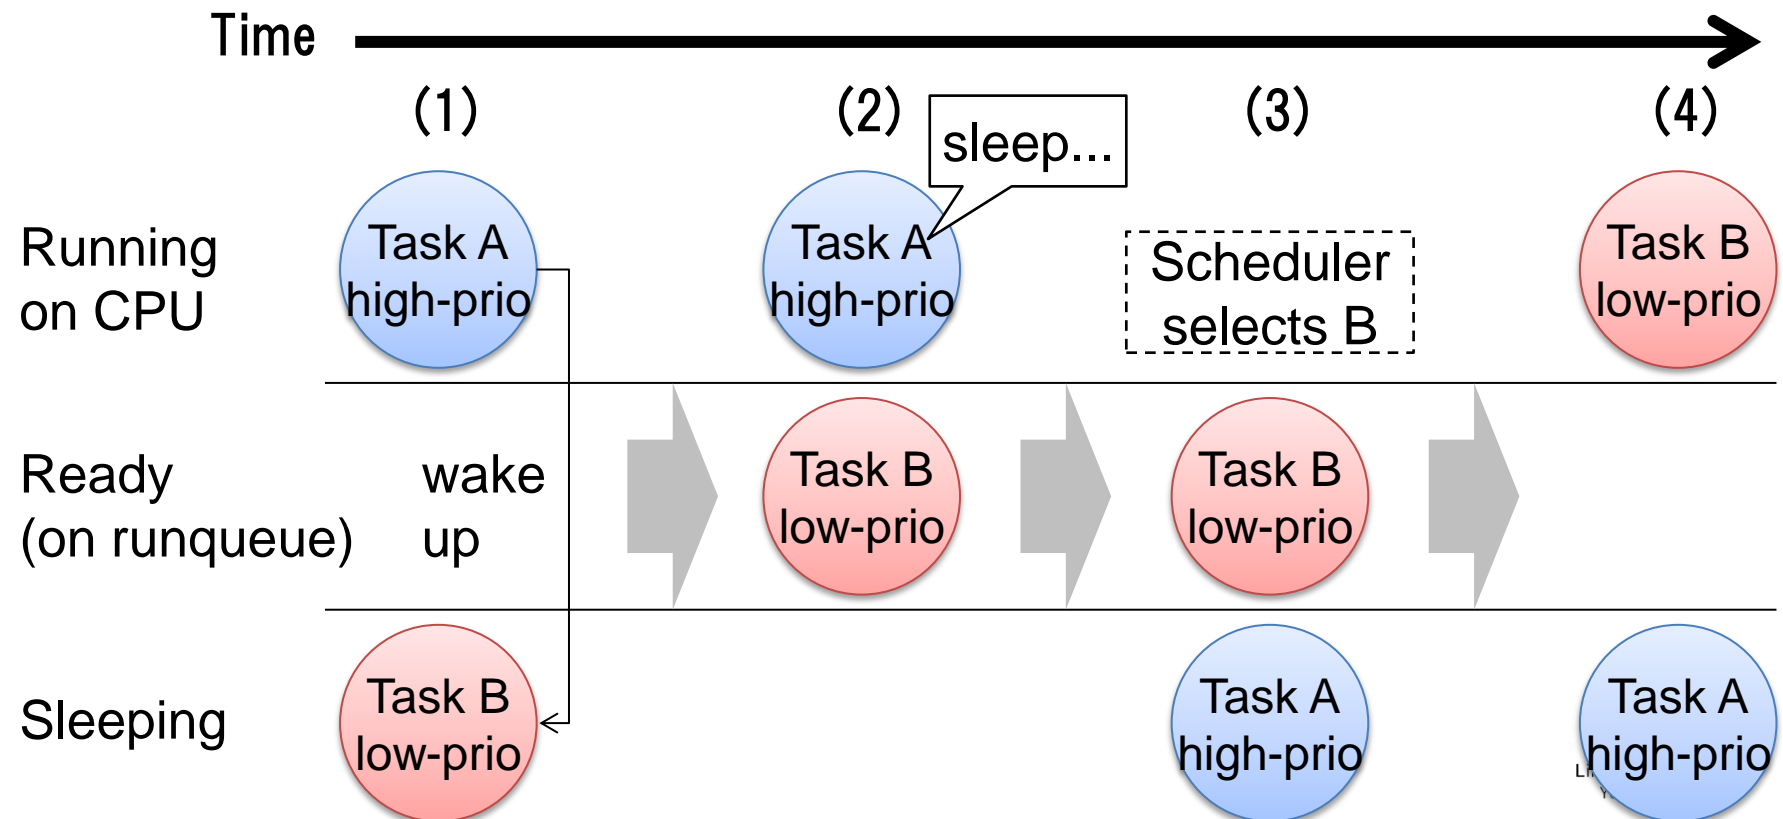 Time
(1)
(2)
(3)
(4)
sleep...
Running
on CPU
Task A
high-prio
Task A
high-prio
Scheduler
selects B
Task B
low-prio
Ready
(on runqueue)
wake
up
Task B
low-prio
Task B
low-prio
Sleeping
Task B
low-prio
Task A
high-prio
Task A
high-prio